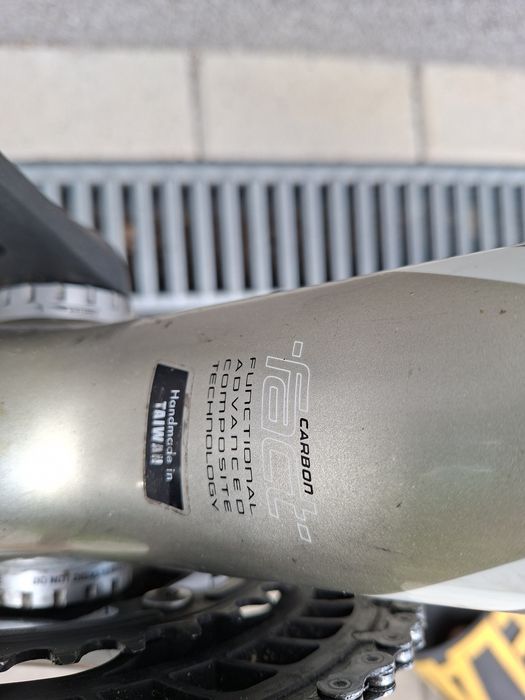 fact
CARBON
FUNCTIONAL
ADVANCED
COMPOSITE
TECHNOLOGY
Handmade in
TAIWAN